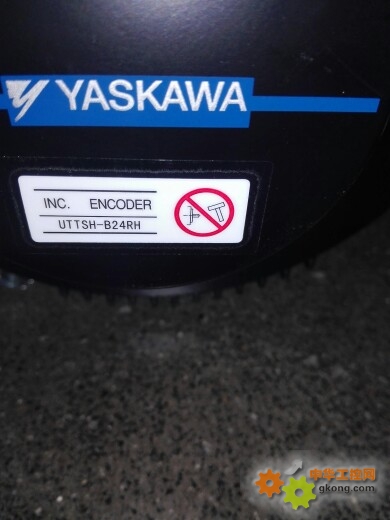 YASKAWA
INC. ENCODER
UTTSH-B24RH
中华工控网
gkong.com